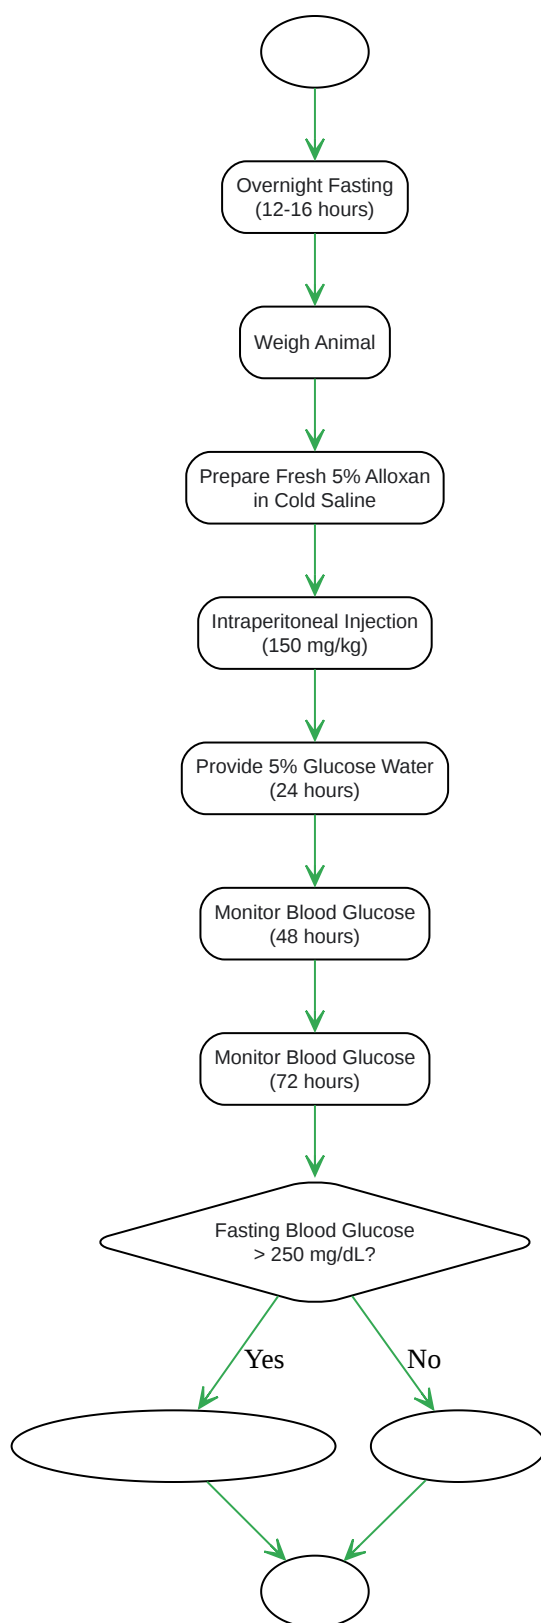 Overnight Fasting
(12-16 hours)
Weigh Animal
Prepare Fresh 5% Alloxan
in Cold Saline
Intraperitoneal Injection
(150 mg/kg)
Provide 5% Glucose Water
(24 hours)
Monitor Blood Glucose
(48 hours)
Monitor Blood Glucose
(72 hours)
Fasting Blood Glucose
> 250 mg/dL?
Yes
No